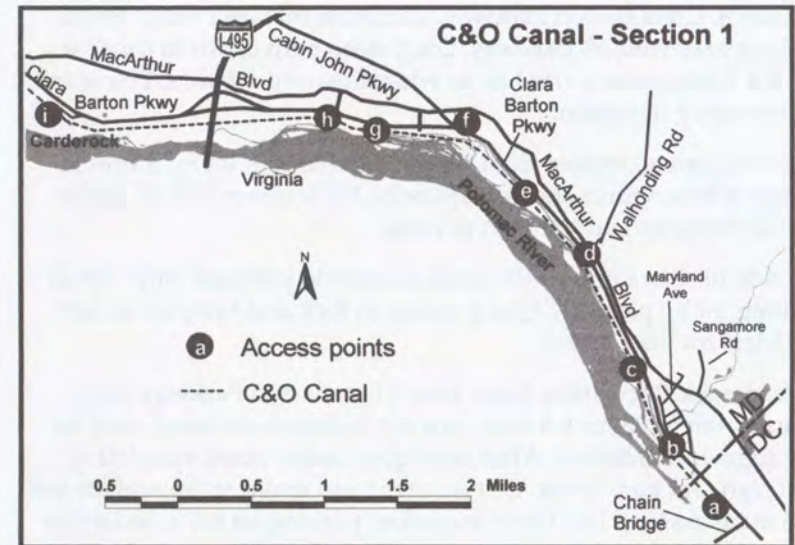 C&O Canal - Section 1
I-495
Cabin John Pkwy
MacArthur
Blvd
Clara
Barton Pkwy
Clara
Barton
Pkwy
i
h
g
f
Carderock
MacArthur
Walhonding Rd
Virginia
e
Potomac River
d
N
Blvd
Maryland
Ave
Sangamore
Rd
a Access points
c
C&O Canal
MD
DC
b
a
Chain
Bridge
0.5 0 0.5 1 1.5 2
Miles